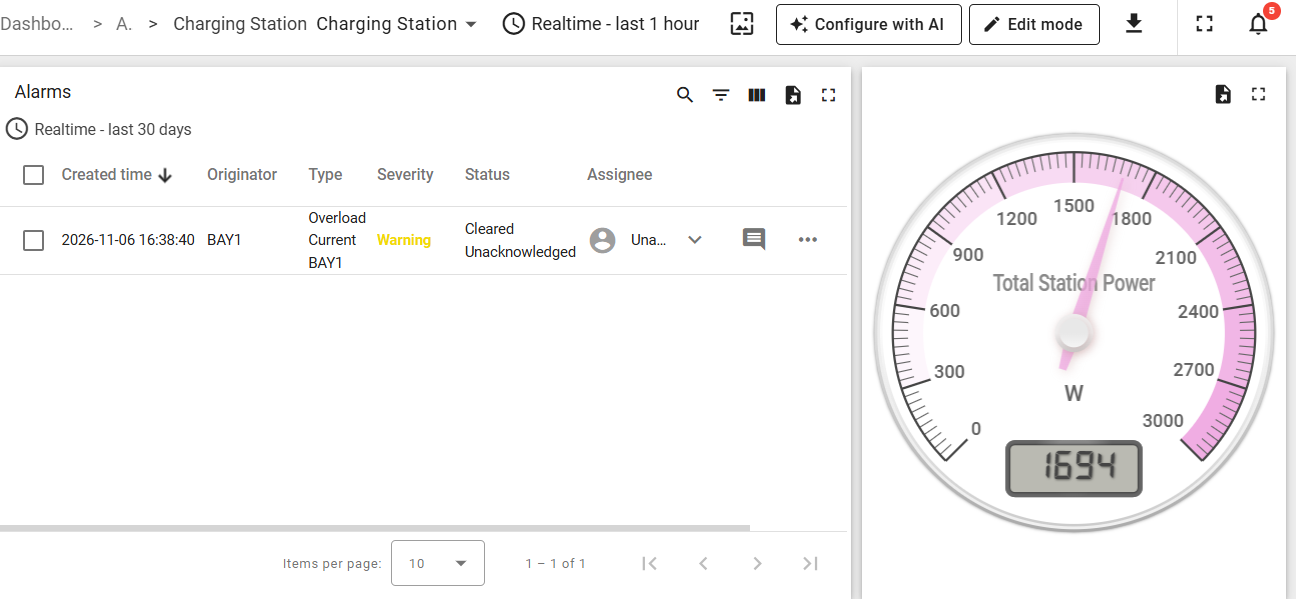 Dashbo... > A. > Charging Station Charging Station Realtime - last 1 hour Configure with AI Edit mode 5
Alarms
Realtime - last 30 days
Created time Originator Type Severity Status Assignee
2026-11-06 16:38:40 BAY1 Overload Current BAY1 Warning Cleared Unacknowledged Una...
Items per page: 10 1 – 1 of 1
0
300
600
900
1200
1500
1800
2100
2400
2700
3000
Total Station Power
W
1694